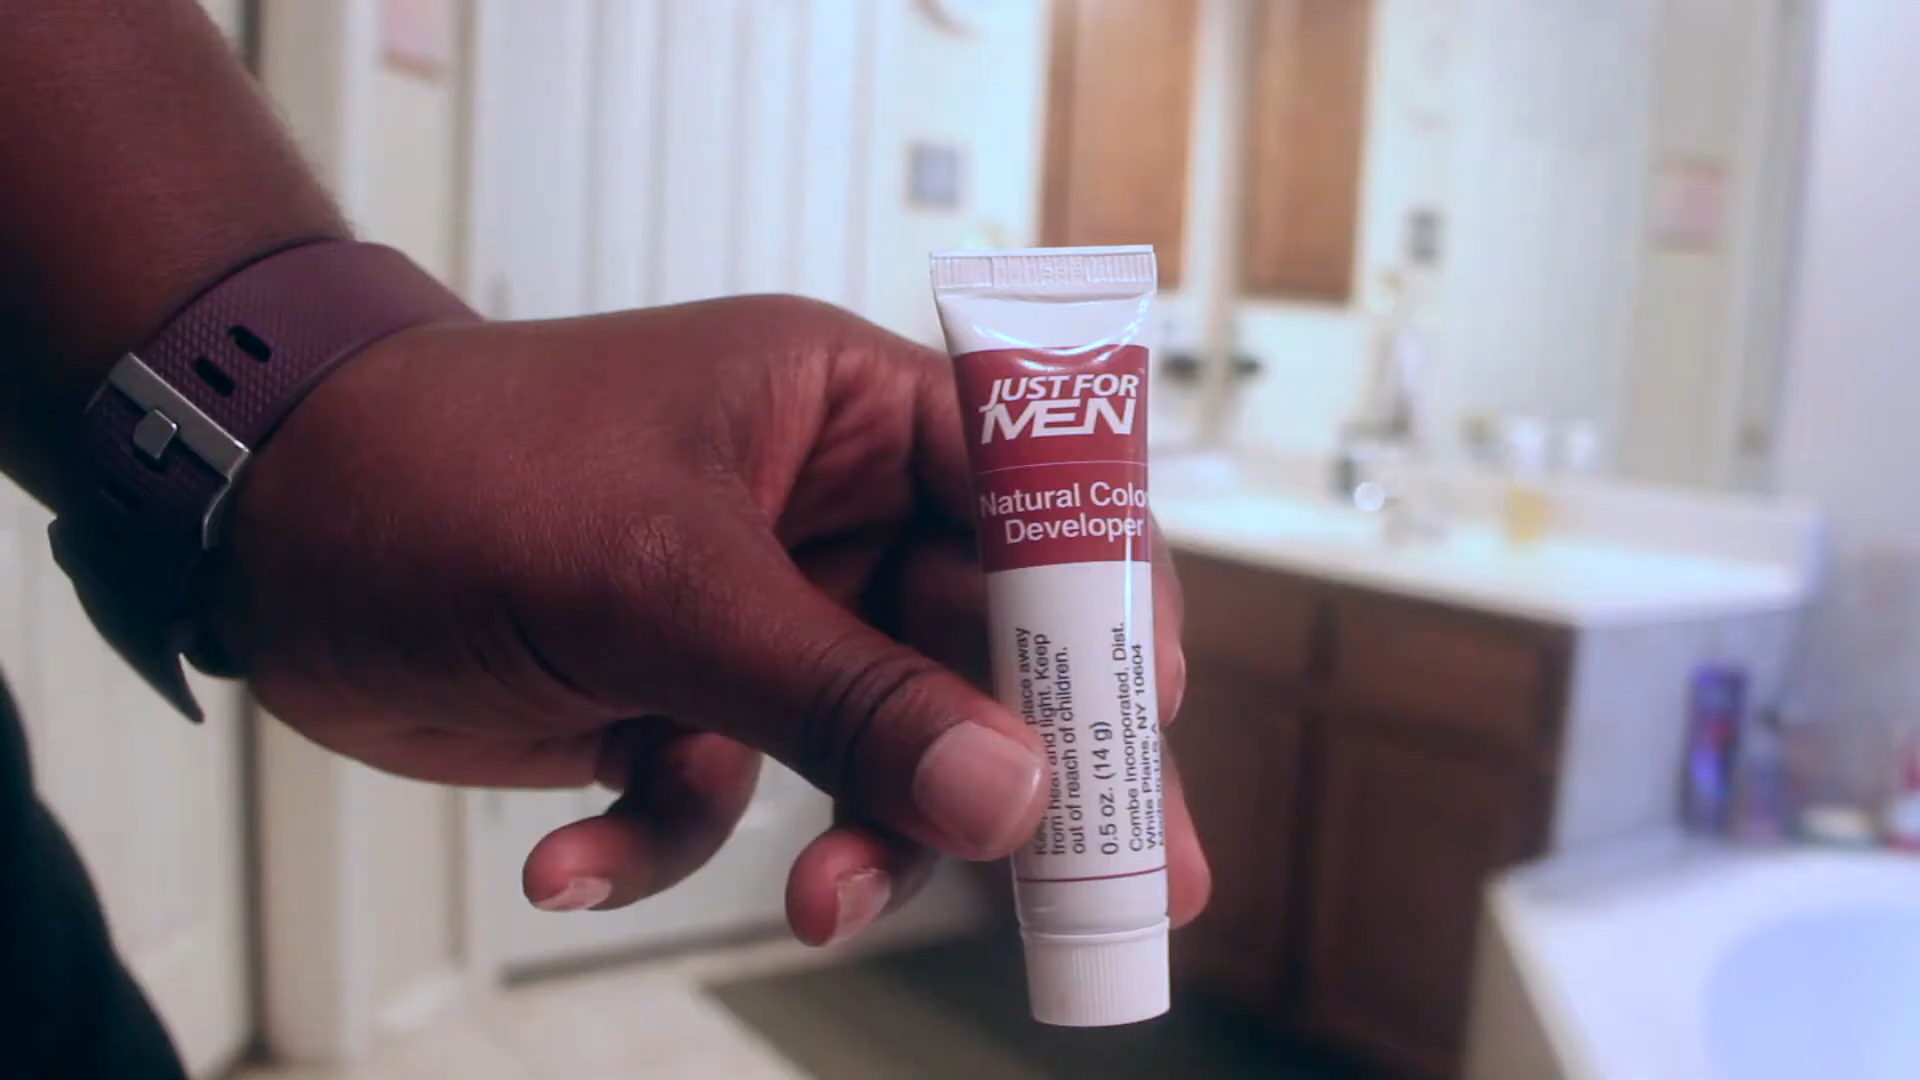 JUST FOR
MEN
Natural Colo
Developer
place away
from heat and light. Keep
out of reach of children.
0.5 oz. (14 g)
Combe Incorporated, Dist.
White Plains, NY 10604